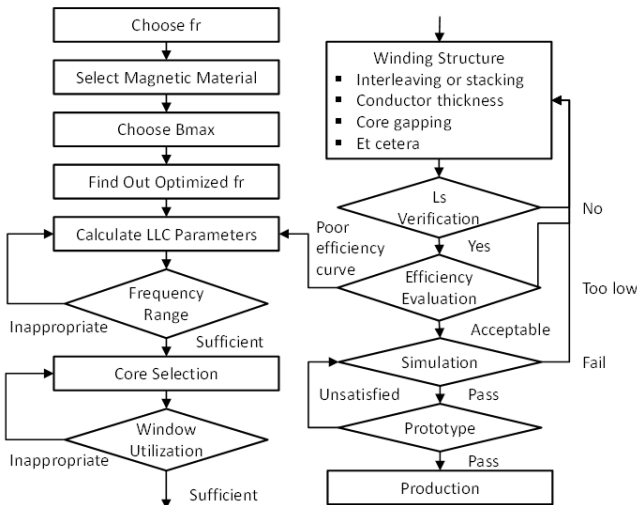 Choose fr
Select Magnetic Material
Choose Bmax
Find Out Optimized fr
Calculate LLC Parameters
Frequency
Range
Inappropriate
Sufficient
Core Selection
Window
Utilization
Inappropriate
Sufficient
Winding Structure
▪ Interleaving or stacking
▪ Conductor thickness
▪ Core gapping
▪ Et cetera
Ls
Verification
No
Yes
Poor
efficiency
curve
Efficiency
Evaluation
Too low
Acceptable
Simulation
Fail
Unsatisfied
Pass
Prototype
Pass
Production